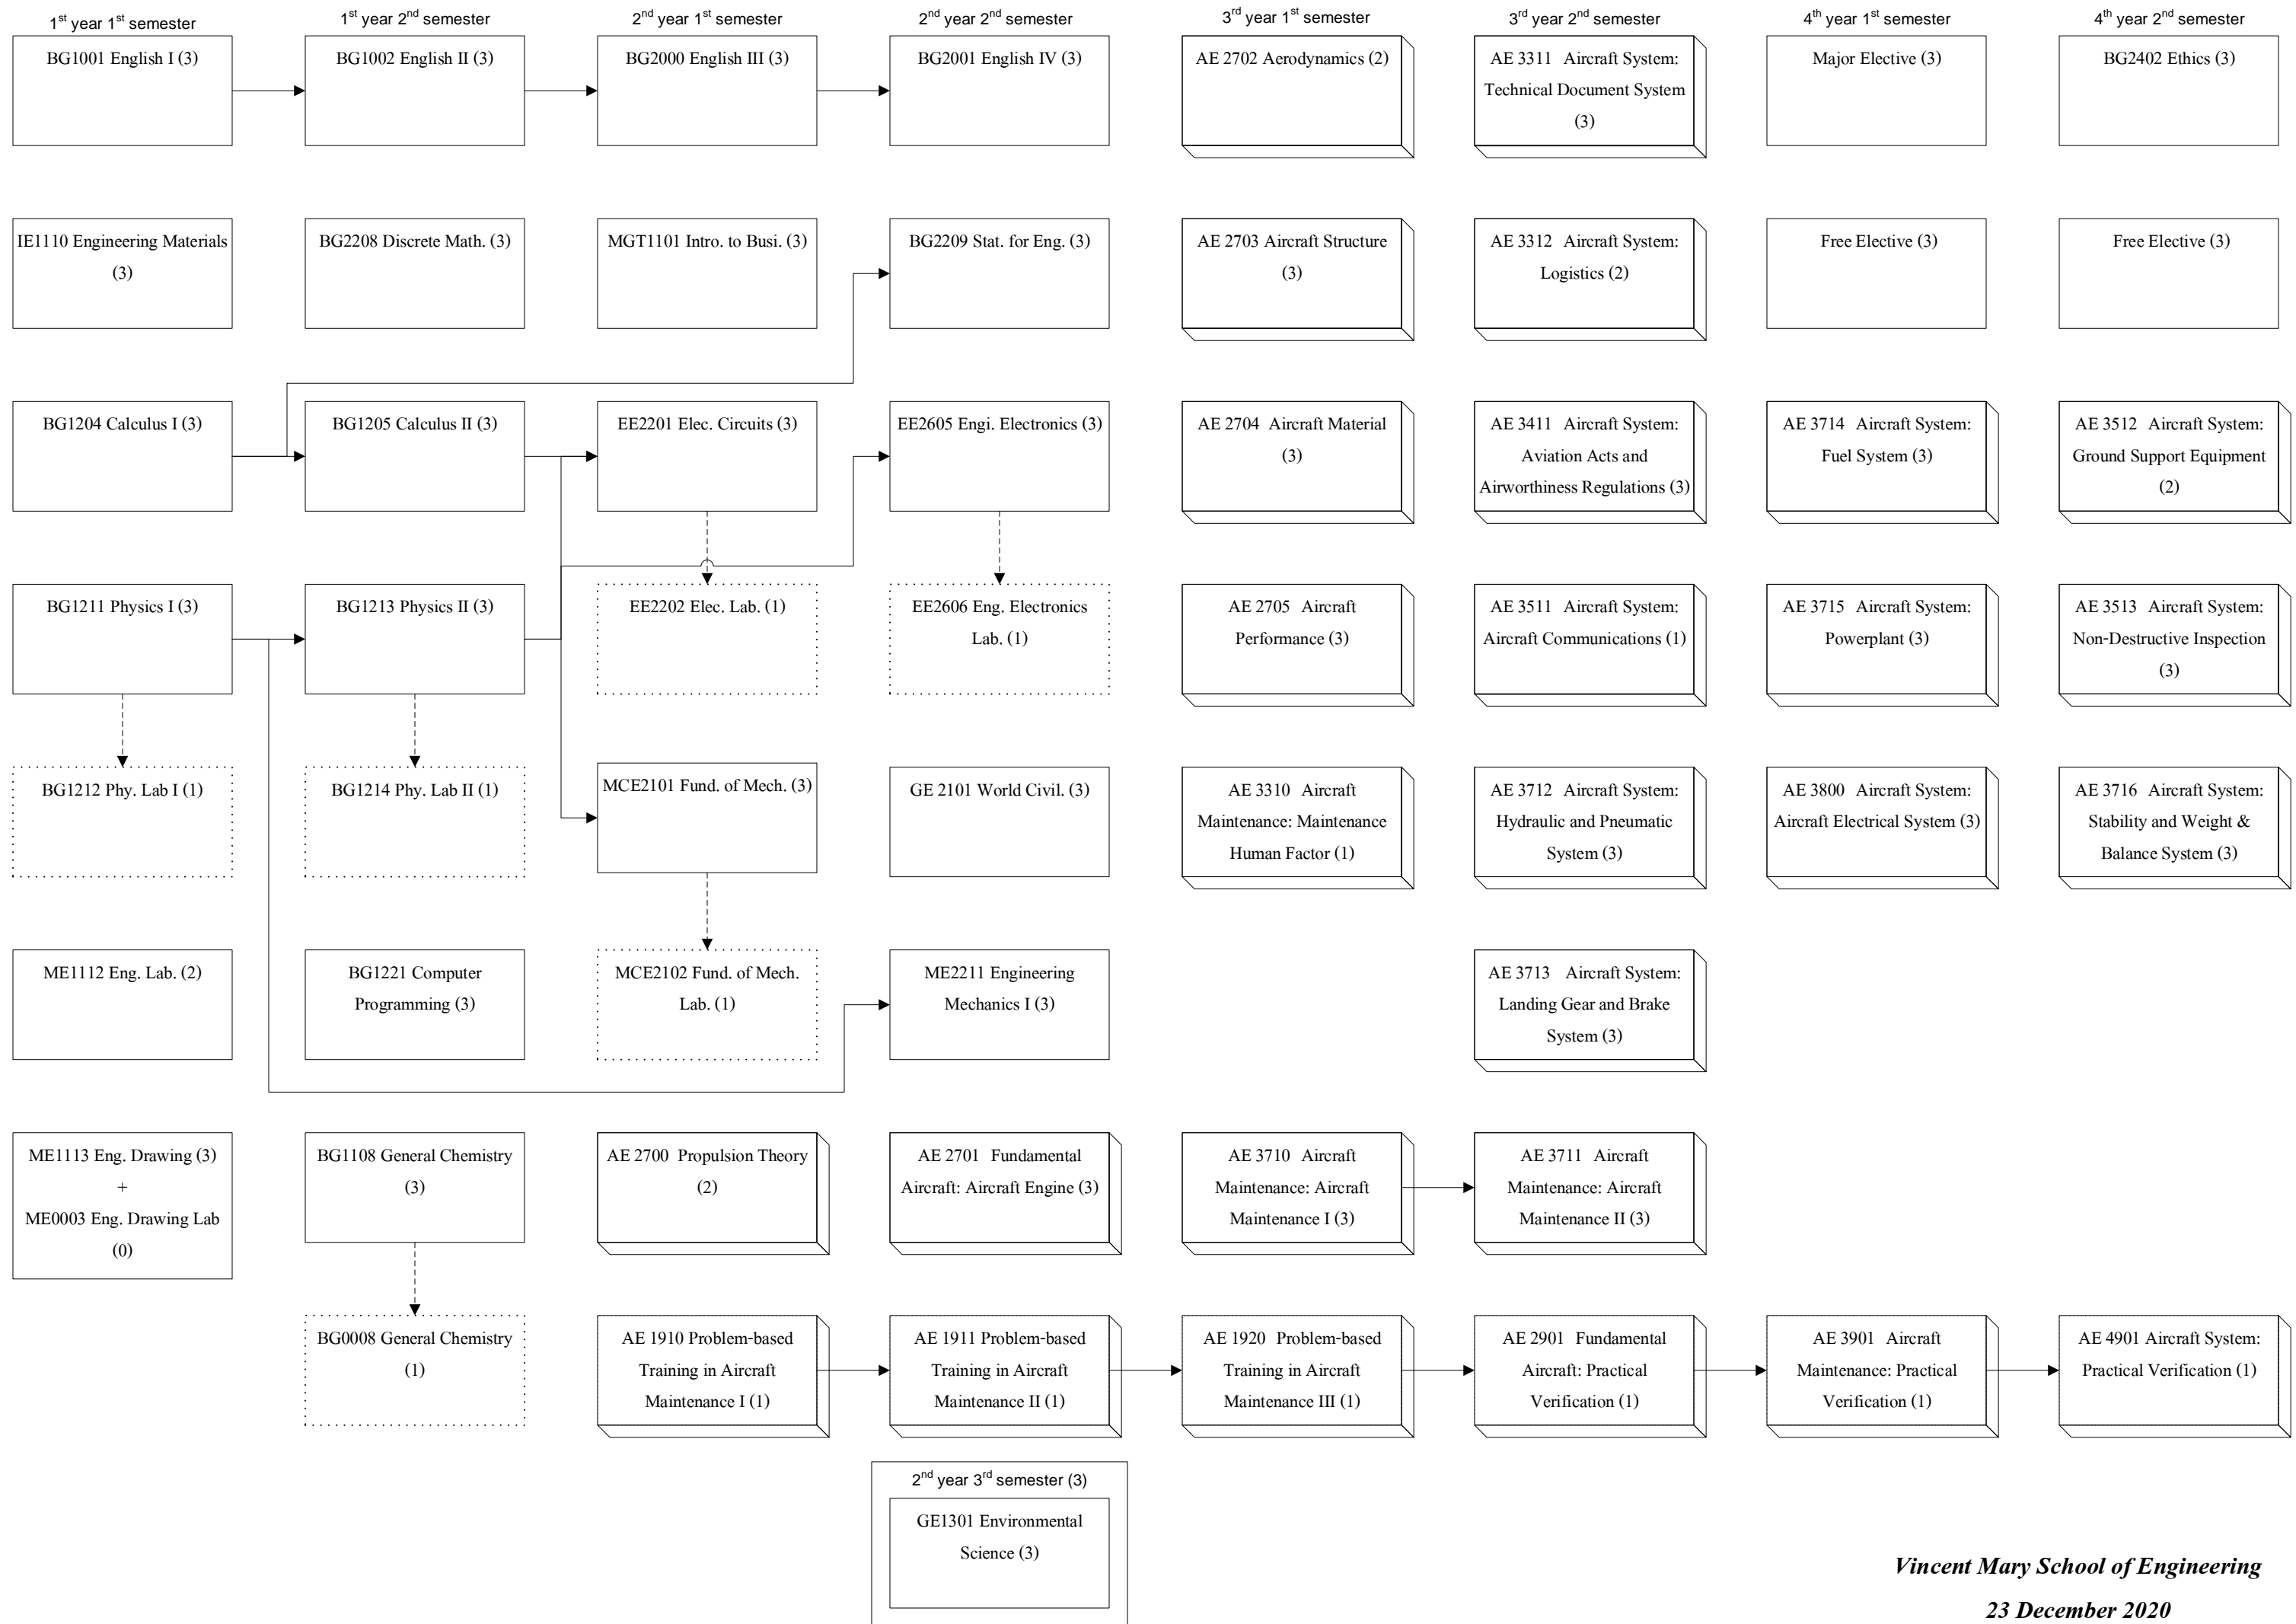 1st year 1st semester
1st year 2nd semester
2nd year 1st semester
2nd year 2nd semester
3rd year 1st semester
3rd year 2nd semester
4th year 1st semester
4th year 2nd semester
BG1001 English I (3)
BG1002 English II (3)
BG2000 English III (3)
BG2001 English IV (3)
AE 2702 Aerodynamics (2)
AE 3311 Aircraft System:
Technical Document System
(3)
Major Elective (3)
BG2402 Ethics (3)
IE1110 Engineering Materials
(3)
BG2208 Discrete Math. (3)
MGT1101 Intro. to Busi. (3)
BG2209 Stat. for Eng. (3)
AE 2703 Aircraft Structure
(3)
AE 3312 Aircraft System:
Logistics (2)
Free Elective (3)
Free Elective (3)
BG1204 Calculus I (3)
BG1205 Calculus II (3)
EE2201 Elec. Circuits (3)
EE2605 Engi. Electronics (3)
AE 2704 Aircraft Material
(3)
AE 3411 Aircraft System:
Aviation Acts and
Airworthiness Regulations (3)
AE 3714 Aircraft System:
Fuel System (3)
AE 3512 Aircraft System:
Ground Support Equipment
(2)
BG1211 Physics I (3)
BG1213 Physics II (3)
EE2202 Elec. Lab. (1)
EE2606 Eng. Electronics
Lab. (1)
AE 2705 Aircraft
Performance (3)
AE 3511 Aircraft System:
Aircraft Communications (1)
AE 3715 Aircraft System:
Powerplant (3)
AE 3513 Aircraft System:
Non-Destructive Inspection
(3)
BG1212 Phy. Lab I (1)
BG1214 Phy. Lab II (1)
MCE2101 Fund. of Mech. (3)
GE 2101 World Civil. (3)
AE 3310 Aircraft
Maintenance: Maintenance
Human Factor (1)
AE 3712 Aircraft System:
Hydraulic and Pneumatic
System (3)
AE 3800 Aircraft System:
Aircraft Electrical System (3)
AE 3716 Aircraft System:
Stability and Weight &
Balance System (3)
ME1112 Eng. Lab. (2)
BG1221 Computer
Programming (3)
MCE2102 Fund. of Mech.
Lab. (1)
ME2211 Engineering
Mechanics I (3)
AE 3713 Aircraft System:
Landing Gear and Brake
System (3)
ME1113 Eng. Drawing (3)
+
ME0003 Eng. Drawing Lab
(0)
BG1108 General Chemistry
(3)
AE 2700 Propulsion Theory
(2)
AE 2701 Fundamental
Aircraft: Aircraft Engine (3)
AE 3710 Aircraft
Maintenance: Aircraft
Maintenance I (3)
AE 3711 Aircraft
Maintenance: Aircraft
Maintenance II (3)
BG0008 General Chemistry
(1)
AE 1910 Problem-based
Training in Aircraft
Maintenance I (1)
AE 1911 Problem-based
Training in Aircraft
Maintenance II (1)
AE 1920 Problem-based
Training in Aircraft
Maintenance III (1)
AE 2901 Fundamental
Aircraft: Practical
Verification (1)
AE 3901 Aircraft
Maintenance: Practical
Verification (1)
AE 4901 Aircraft System:
Practical Verification (1)
2nd year 3rd semester (3)
GE1301 Environmental
Science (3)
Vincent Mary School of Engineering
23 December 2020